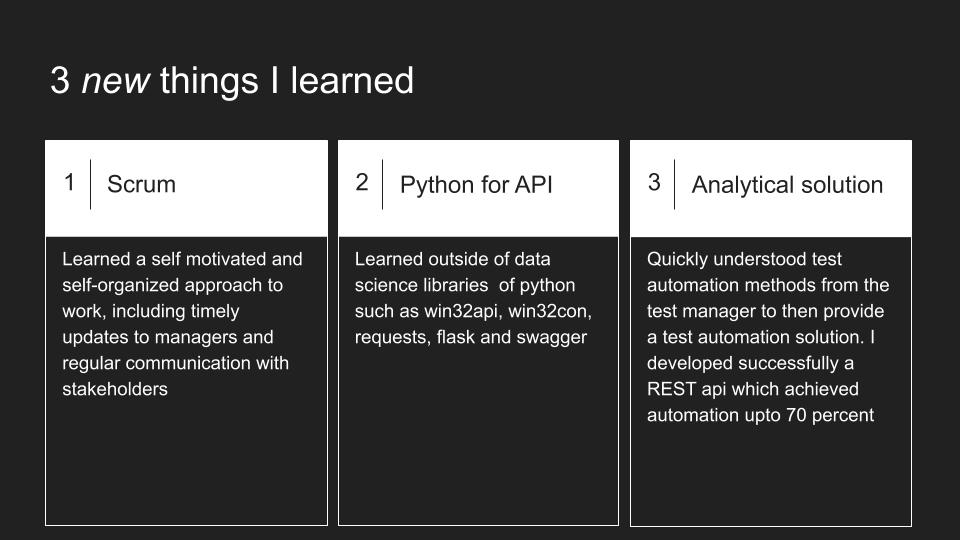 3 new things I learned
1 Scrum
Learned a self motivated and
self-organized approach to
work, including timely
updates to managers and
regular communication with
stakeholders
2 Python for API
Learned outside of data
science libraries  of python
such as win32api, win32con,
requests, flask and swagger
3 Analytical solution
Quickly understood test
automation methods from the
test manager to then provide
a test automation solution. I
developed successfully a
REST api which achieved
automation upto 70 percent